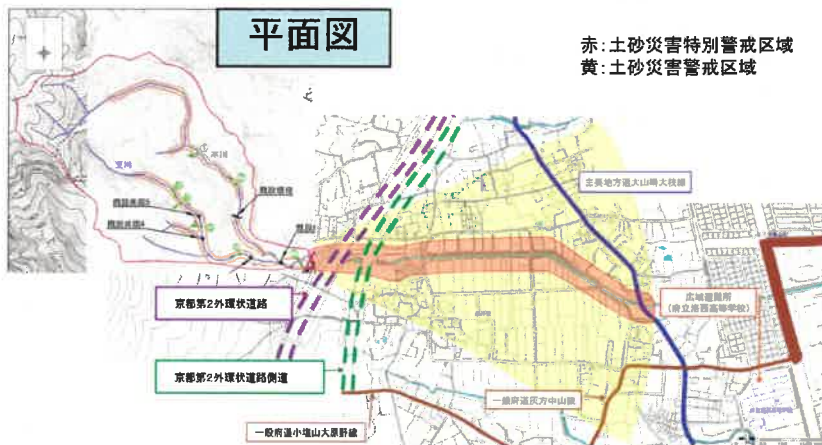 平面図
赤:土砂災害特別警戒区域
黄:土砂災害警戒区域
主要地方道大山崎大枝線
京都第2外環状道路
広域避難所
(府立洛西高等学校)
京都第2外環状道路側道
一般府道灰方中山線
一般府道小塩山大原野線